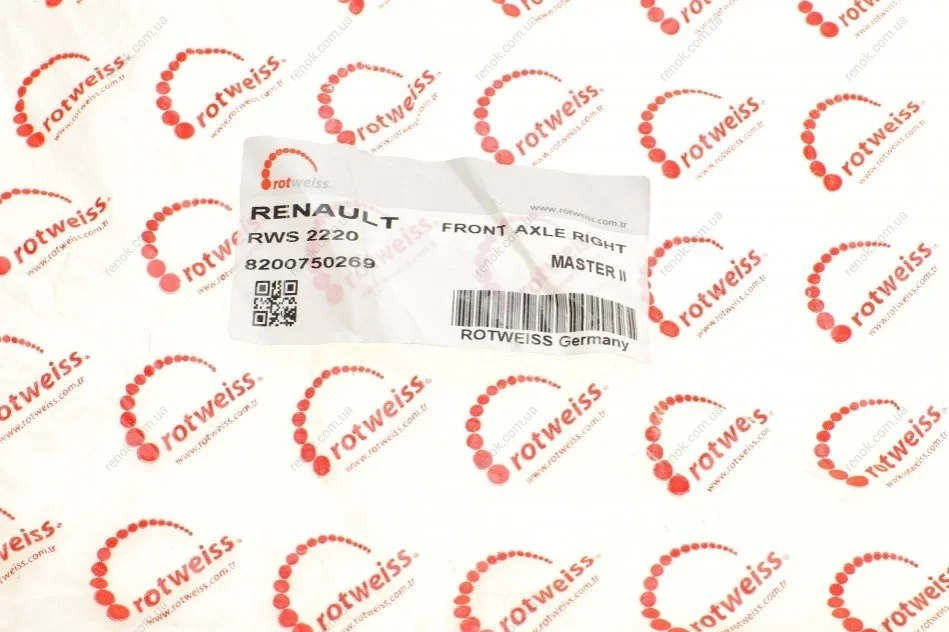 rotweiss
www.rotweiss.com.tr
RENAULT
RWS 2220
FRONT AXLE RIGHT
8200750269
MASTER II
ROTWEISS Germany
rotweiss
www.rotweiss.com.tr
renok.com.ua